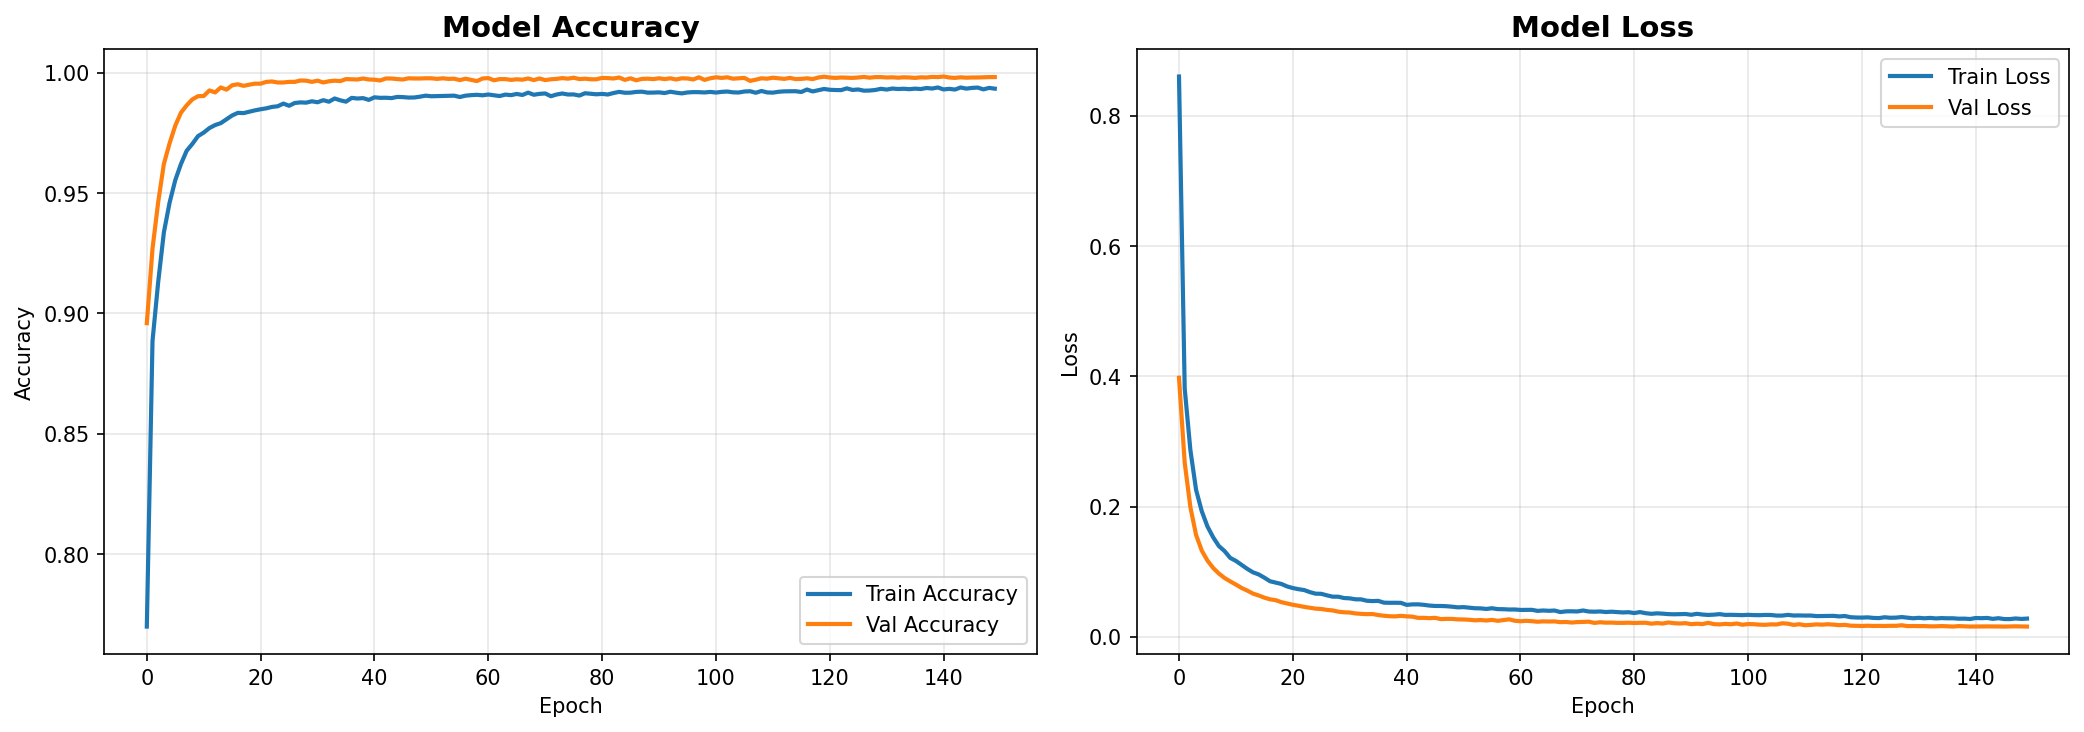 Model Accuracy
Accuracy
1.00
0.95
0.90
0.85
0.80
0 20 40 60 80 100 120 140
Epoch
Train Accuracy
Val Accuracy
Model Loss
Loss
0.8
0.6
0.4
0.2
0.0
0 20 40 60 80 100 120 140
Epoch
Train Loss
Val Loss